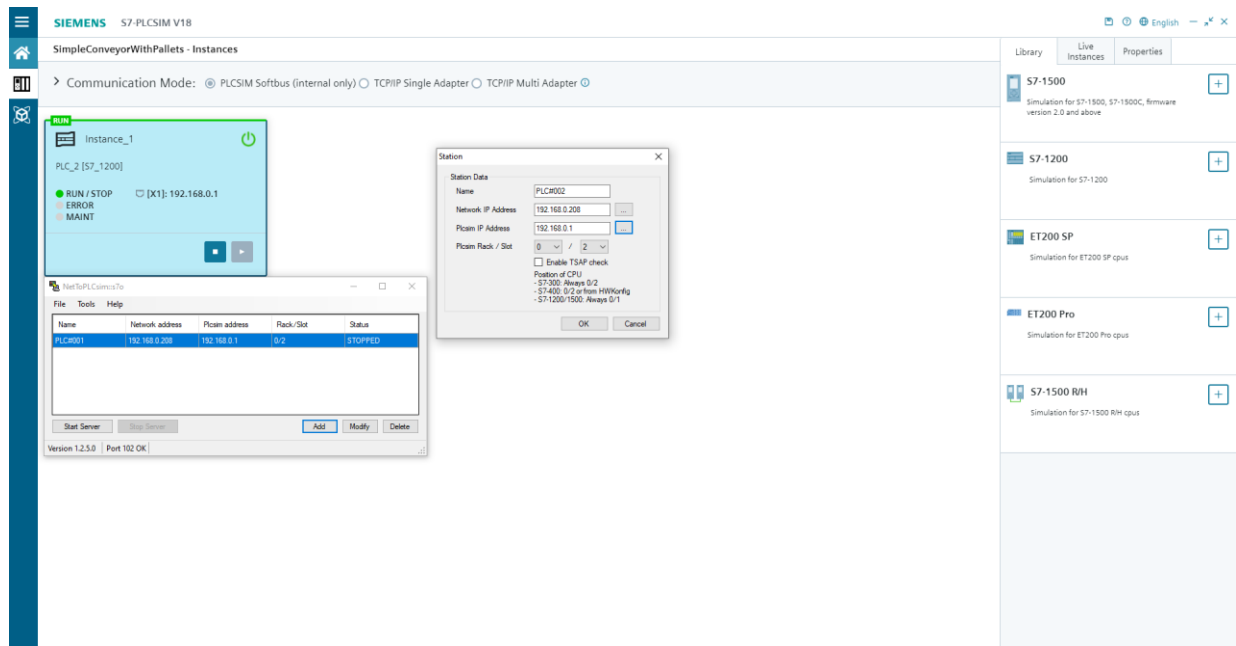 SIEMENS S7-PLCSIM V18
English
SimpleConveyorWithPallets - Instances
Communication Mode: PLCSIM Softbus (internal only) TCP/IP Single Adapter TCP/IP Multi Adapter
RUN
Instance_1
PLC_2 [S7_1200]
RUN / STOP [X1]: 192.168.0.1
ERROR
MAINT
NetToPLCsim::s7o
File Tools Help
Name Network address Plcsim address Rack/Slot Status
PLC#001 192.168.0.208 192.168.0.1 0/2 STOPPED
Start Server Stop Server Add Modify Delete
Version 1.2.5.0 Port 102 OK
Station
Station Data
Name PLC#002
Network IP Address 192.168.0.208 ...
Plcsim IP Address 192.168.0.1 ...
Plcsim Rack / Slot 0 / 2
Enable TSAP check
Position of CPU
- S7-300: Always 0/2
- S7-400: 0/2 or from HWKonfig
- S7-1200/1500: Always 0/1
OK Cancel
Library Live Instances Properties
S7-1500
Simulation for S7-1500, S7-1500C, firmware
version 2.0 and above
S7-1200
Simulation for S7-1200
ET200 SP
Simulation for ET200 SP cpus
ET200 Pro
Simulation for ET200 Pro cpus
S7-1500 R/H
Simulation for S7-1500 R/H cpus